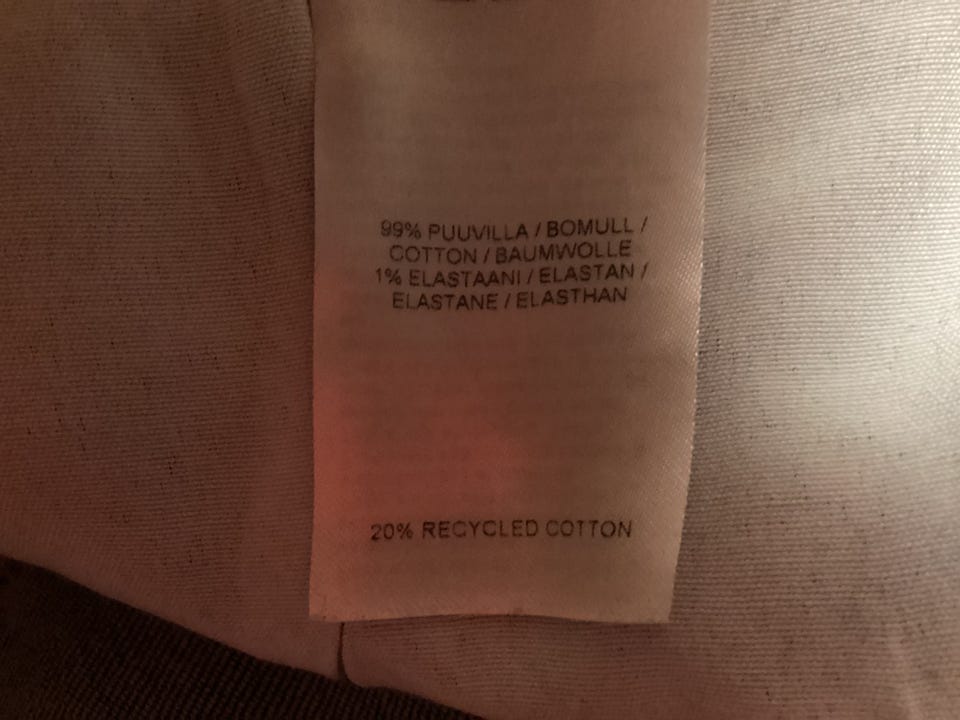 99% PUUVILLA / BOMULL /
COTTON / BAUMWOLLE
1% ELASTAANI / ELASTAN /
ELASTANE / ELASTHAN
20% RECYCLED COTTON